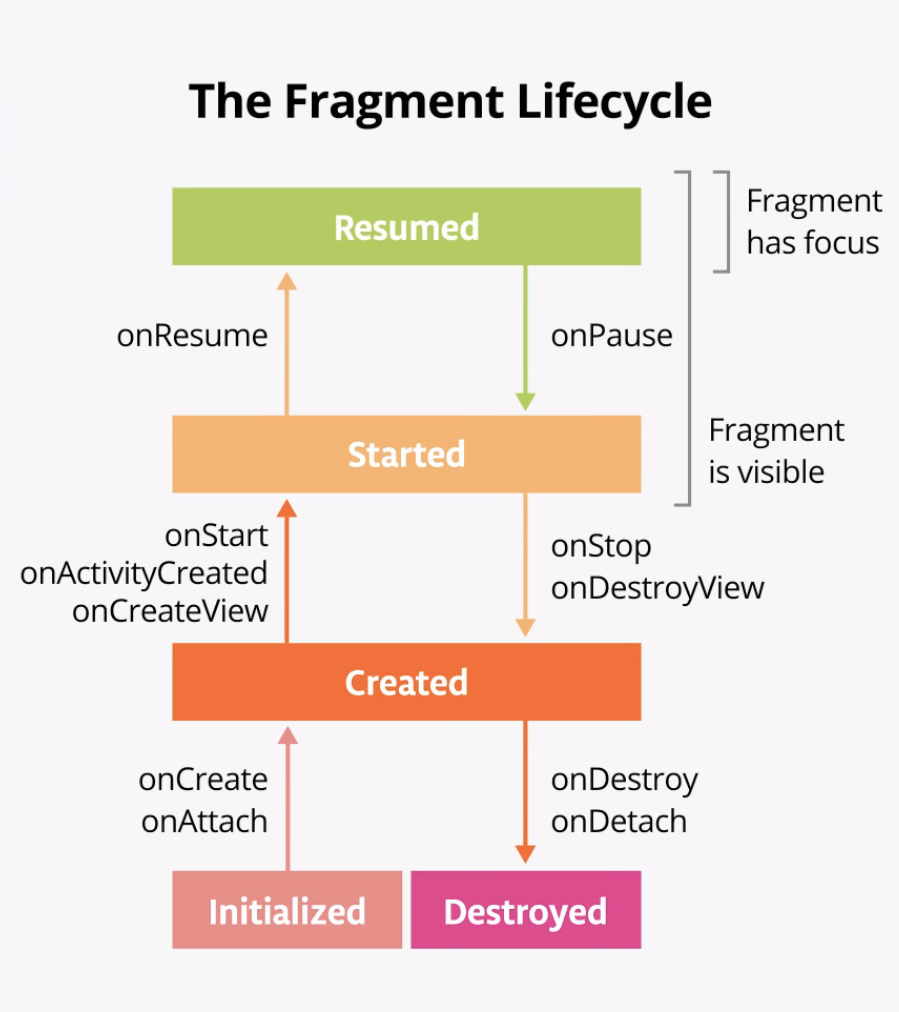 The Fragment Lifecycle
Resumed
Fragment
has focus
onResume
onPause
Started
Fragment
is visible
onStart
onActivityCreated
onCreateView
onStop
onDestroyView
Created
onCreate
onAttach
onDestroy
onDetach
Initialized
Destroyed